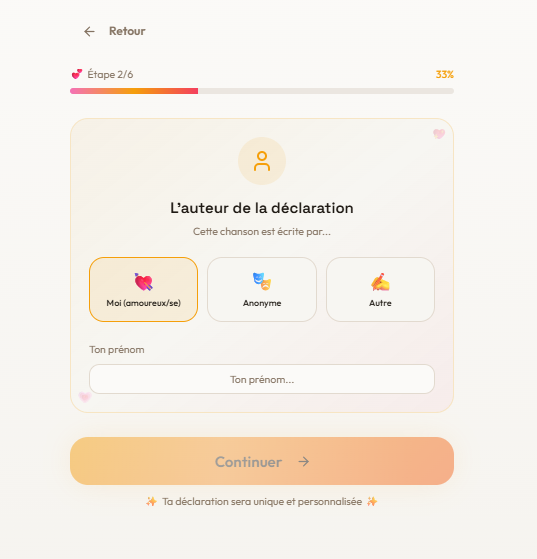 Retour
Étape 2/6
33%
L'auteur de la déclaration
Cette chanson est écrite par...
Moi (amoureux/se)
Anonyme
Autre
Ton prénom
Ton prénom...
Continuer
Ta déclaration sera unique et personnalisée